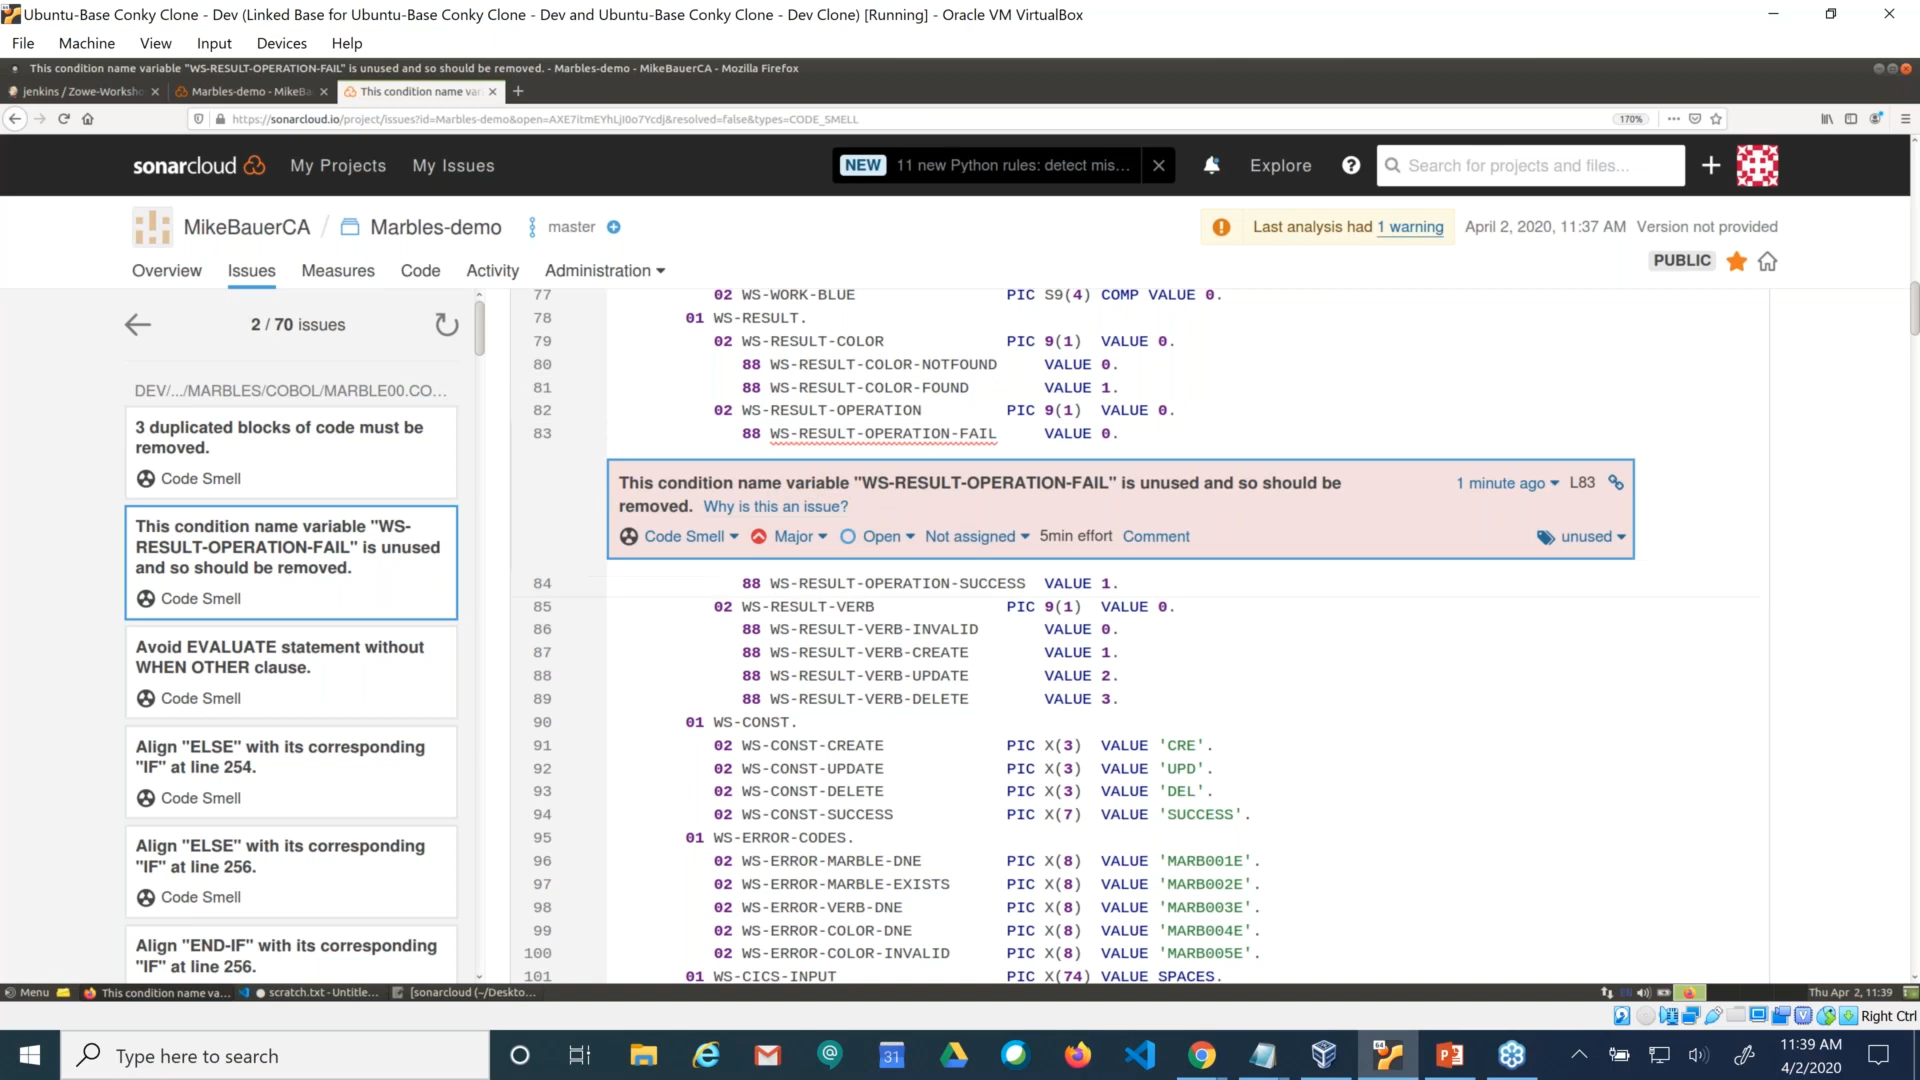 Ubuntu-Base Conky Clone - Dev (Linked Base for Ubuntu-Base Conky Clone - Dev and Ubuntu-Base Conky Clone - Dev Clone) [Running] - Oracle VM VirtualBox
File Machine View Input Devices Help
This condition name variable "WS-RESULT-OPERATION-FAIL" is unused and so should be removed. - Marbles-demo - MikeBauerCA - Mozilla Firefox
jenkins / Zowe-Worksho
Marbles-demo - MikeBa
This condition name va
https://sonarcloud.io/project/issues?id=Marbles-demo&open=AXE7itmEYhLjI0o7Ycdj&resolved=false&types=CODE_SMELL
170%
sonarcloud My Projects My Issues
NEW 11 new Python rules: detect mis...
Explore
Search for projects and files...
MikeBauerCA / Marbles-demo master
Last analysis had 1 warning April 2, 2020, 11:37 AM Version not provided
Overview Issues Measures Code Activity Administration
PUBLIC
2 / 70 issues
DEV/.../MARBLES/COBOL/MARBLE00.CO...
3 duplicated blocks of code must be
removed.
Code Smell
This condition name variable "WS-
RESULT-OPERATION-FAIL" is unused
and so should be removed.
Code Smell
Avoid EVALUATE statement without
WHEN OTHER clause.
Code Smell
Align "ELSE" with its corresponding
"IF" at line 254.
Code Smell
Align "ELSE" with its corresponding
"IF" at line 256.
Code Smell
Align "END-IF" with its corresponding
"IF" at line 256.
77 02 WS-WORK-BLUE PIC S9(4) COMP VALUE 0.
78 01 WS-RESULT.
79 02 WS-RESULT-COLOR PIC 9(1) VALUE 0.
80 88 WS-RESULT-COLOR-NOTFOUND VALUE 0.
81 88 WS-RESULT-COLOR-FOUND VALUE 1.
82 02 WS-RESULT-OPERATION PIC 9(1) VALUE 0.
83 88 WS-RESULT-OPERATION-FAIL VALUE 0.
This condition name variable "WS-RESULT-OPERATION-FAIL" is unused and so should be
removed. Why is this an issue?
1 minute ago L83
Code Smell Major Open Not assigned 5min effort Comment
unused
84 88 WS-RESULT-OPERATION-SUCCESS VALUE 1.
85 02 WS-RESULT-VERB PIC 9(1) VALUE 0.
86 88 WS-RESULT-VERB-INVALID VALUE 0.
87 88 WS-RESULT-VERB-CREATE VALUE 1.
88 88 WS-RESULT-VERB-UPDATE VALUE 2.
89 88 WS-RESULT-VERB-DELETE VALUE 3.
90 01 WS-CONST.
91 02 WS-CONST-CREATE PIC X(3) VALUE 'CRE'.
92 02 WS-CONST-UPDATE PIC X(3) VALUE 'UPD'.
93 02 WS-CONST-DELETE PIC X(3) VALUE 'DEL'.
94 02 WS-CONST-SUCCESS PIC X(7) VALUE 'SUCCESS'.
95 01 WS-ERROR-CODES.
96 02 WS-ERROR-MARBLE-DNE PIC X(8) VALUE 'MARB001E'.
97 02 WS-ERROR-MARBLE-EXISTS PIC X(8) VALUE 'MARB002E'.
98 02 WS-ERROR-VERB-DNE PIC X(8) VALUE 'MARB003E'.
99 02 WS-ERROR-COLOR-DNE PIC X(8) VALUE 'MARB004E'.
100 02 WS-ERROR-COLOR-INVALID PIC X(8) VALUE 'MARB005E'.
101 01 WS-CICS-INPUT PIC X(74) VALUE SPACES.
Menu
This condition name va...
scratch.txt - Untitle...
[sonarcloud (~/Deskto...
Thu Apr 2, 11:39
Right Ctrl
Type here to search
31
64
11:39 AM
4/2/2020